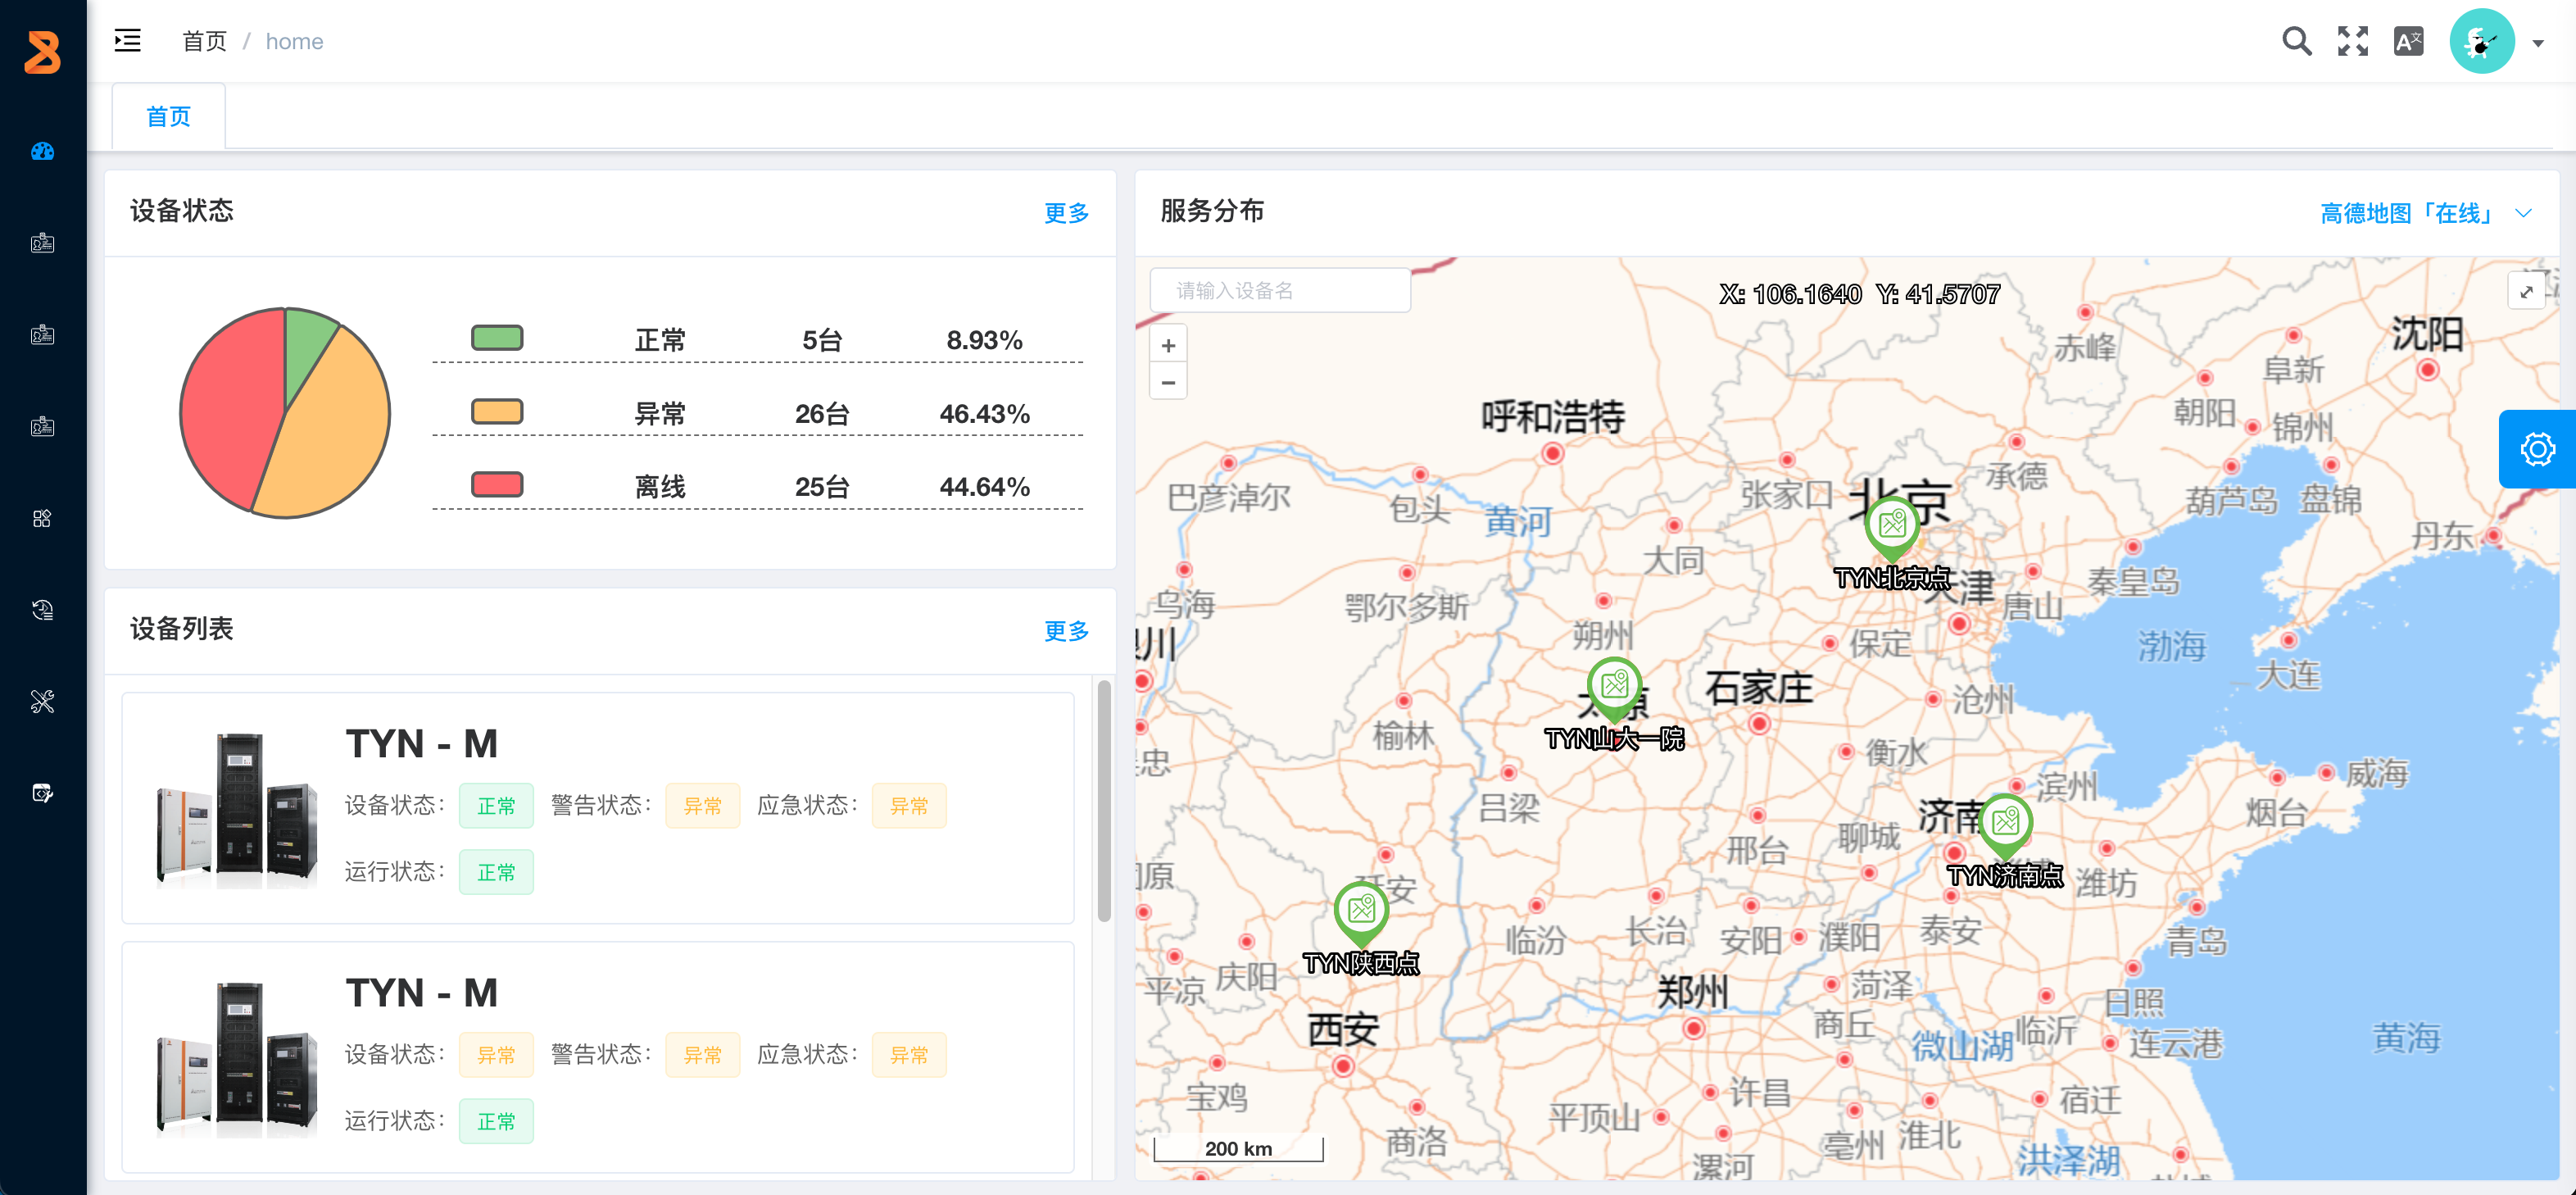 首页 / home
首页
设备状态
更多
正常 5台 8.93%
异常 26台 46.43%
离线 25台 44.64%
设备列表
更多
TYN - M
设备状态: 正常 警告状态: 异常 应急状态: 异常
运行状态: 正常
TYN - M
设备状态: 异常 警告状态: 异常 应急状态: 异常
运行状态: 正常
服务分布
高德地图「在线」
请输入设备名
X: 106.1640 Y: 41.5707
+
−
沈阳
赤峰
阜新
朝阳
锦州
呼和浩特
巴彦淖尔
包头
黄河
张家口
北京
承德
葫芦岛
盘锦
丹东
大同
TYN北京点
天津
秦皇岛
唐山
乌海
鄂尔多斯
朔州
保定
渤海
大连
石家庄
沧州
榆林
TYN山大一院
衡水
滨州
威海
烟台
吕梁
济南
聊城
邢台
TYN济南点
潍坊
延安
临汾
长治
安阳
濮阳
泰安
青岛
TYN陕西点
庆阳
平凉
郑州
菏泽
日照
西安
商丘
微山湖
临沂
连云港
黄海
宝鸡
许昌
平顶山
宿迁
商洛
亳州
淮北
漯河
洪泽湖
200 km